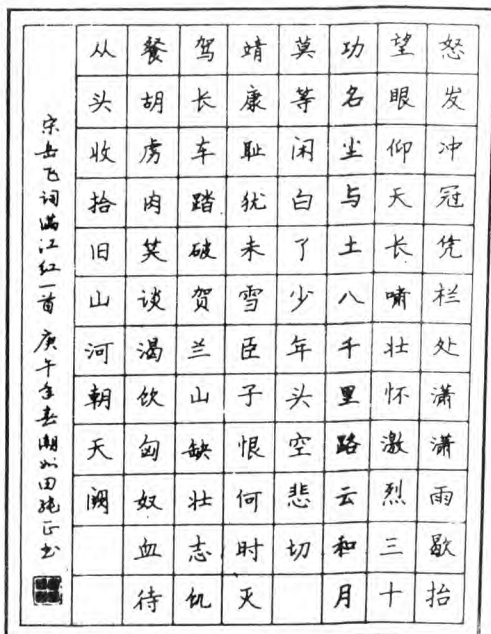 怒发冲冠凭栏处潇潇雨歇抬
望眼仰天长啸壮怀激烈三十
功名尘与土八千里路云和月
莫等闲白了少年头空悲切
靖康耻犹未雪臣子恨何时灭
驾长车踏破贺兰山缺壮志饥
餐胡虏肉笑谈渴饮匈奴血待
从头收拾旧山河朝天阙
宋岳飞词满江红一首 庚午年春潮州田正书